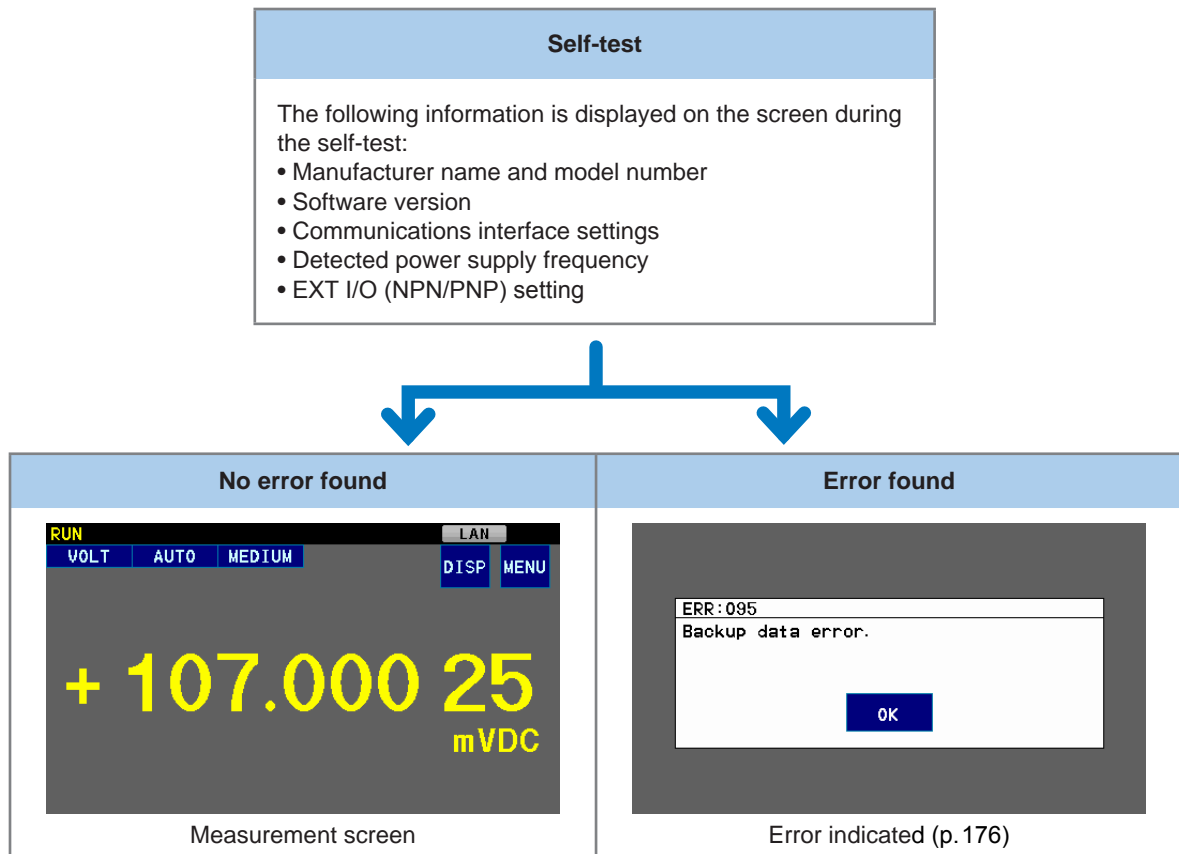 Self-test
The following information is displayed on the screen during
the self-test:
• Manufacturer name and model number
• Software version
• Communications interface settings
• Detected power supply frequency
• EXT I/O (NPN/PNP) setting
No error found
RUN
LAN
VOLT AUTO MEDIUM
DISP MENU
+ 107.000 25
mVDC
Measurement screen
Error found
ERR:095
Backup data error.
OK
Error indicated (p. 176)